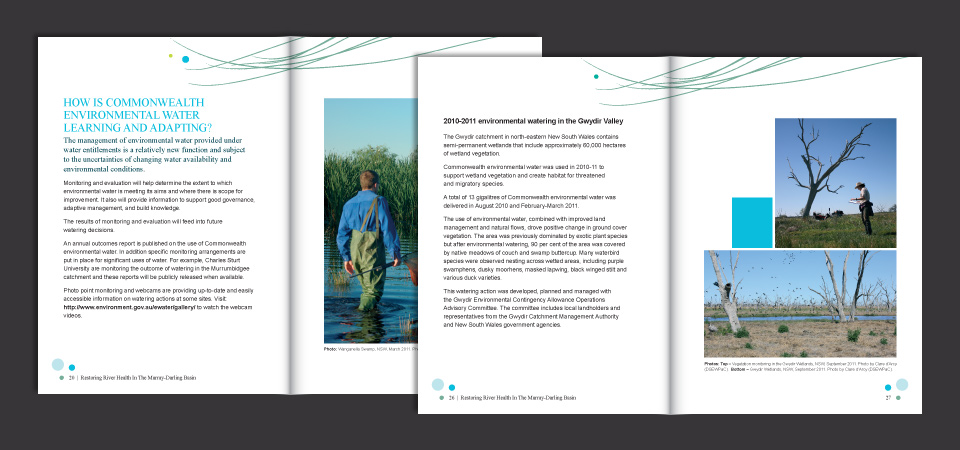 HOW IS COMMONWEALTH
ENVIRONMENTAL WATER
LEARNING AND ADAPTING?
The management of environmental water provided under
water entitlements is a relatively new function and subject
to the uncertainties of changing water availability and
environmental conditions.
Monitoring and evaluation will help determine the extent to which
environmental water is meeting its aims and where there is scope for
improvement. It also will provide information to support good governance,
adaptive management, and build knowledge.
The results of monitoring and evaluation will feed into future
watering decisions.
An annual outcomes report is published on the use of Commonwealth
environmental water. In addition specific monitoring arrangements are
put in place for significant uses of water. For example, Charles Sturt
University are monitoring the outcome of watering in the Murrumbidgee
catchment and these reports will be publicly released when available.
Photo point monitoring and webcams are providing up-to-date and easily
accessible information on watering actions at some sites. Visit:
http://www.environment.gov.au/ewater/gallery/ to watch the webcam
videos.
Photo: Wanganella Swamp, NSW, March 2011
20 | Restoring River Health In The Murray-Darling Basin
2010-2011 environmental watering in the Gwydir Valley
The Gwydir catchment in north-eastern New South Wales contains
semi-permanent wetlands that include approximately 60,000 hectares
of wetland vegetation.
Commonwealth environmental water was used in 2010-11 to
support wetland vegetation and create habitat for threatened
and migratory species.
A total of 13 gigalitres of Commonwealth environmental water was
delivered in August 2010 and February-March 2011.
The use of environmental water, combined with improved land
management and natural flows, drove positive change in ground cover
vegetation. The area was previously dominated by exotic plant species
but after environmental watering, 90 per cent of the area was covered
by native meadows of couch and swamp buttercup. Many waterbird
species were observed nesting across wetted areas, including purple
swamphens, dusky moorhens, masked lapwing, black winged stilt and
various duck varieties.
This watering action was developed, planned and managed with
the Gwydir Environmental Contingency Allowance Operations
Advisory Committee. The committee includes local landholders and
representatives from the Gwydir Catchment Management Authority
and New South Wales government agencies.
Photos: Top – Vegetation monitoring in the Gwydir Wetlands, NSW, September 2011. Photo by Clare d'Arcy
(DSEWPaC). Bottom – Gwydir Wetlands, NSW, September 2011. Photo by Clare d'Arcy (DSEWPaC).
26 | Restoring River Health In The Murray-Darling Basin
27